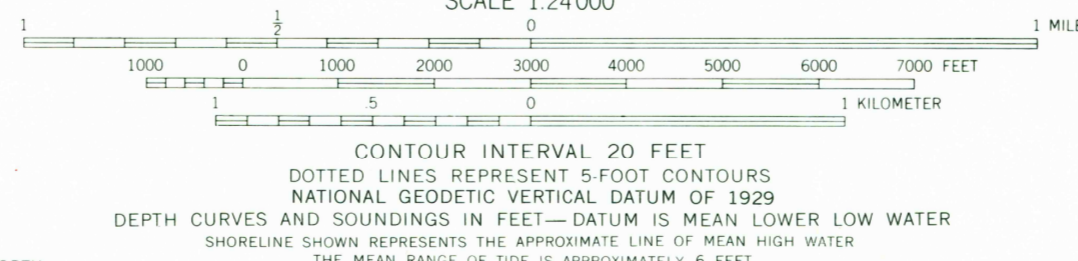 SCALE 1:24 000
1 ½ 0 1 MILE
1000 0 1000 2000 3000 4000 5000 6000 7000 FEET
1 .5 0 1 KILOMETER
CONTOUR INTERVAL 20 FEET
DOTTED LINES REPRESENT 5-FOOT CONTOURS
NATIONAL GEODETIC VERTICAL DATUM OF 1929
DEPTH CURVES AND SOUNDINGS IN FEET—DATUM IS MEAN LOWER LOW WATER
SHORELINE SHOWN REPRESENTS THE APPROXIMATE LINE OF MEAN HIGH WATER
THE MEAN RANGE OF TIDE IS APPROXIMATELY 6 FEET